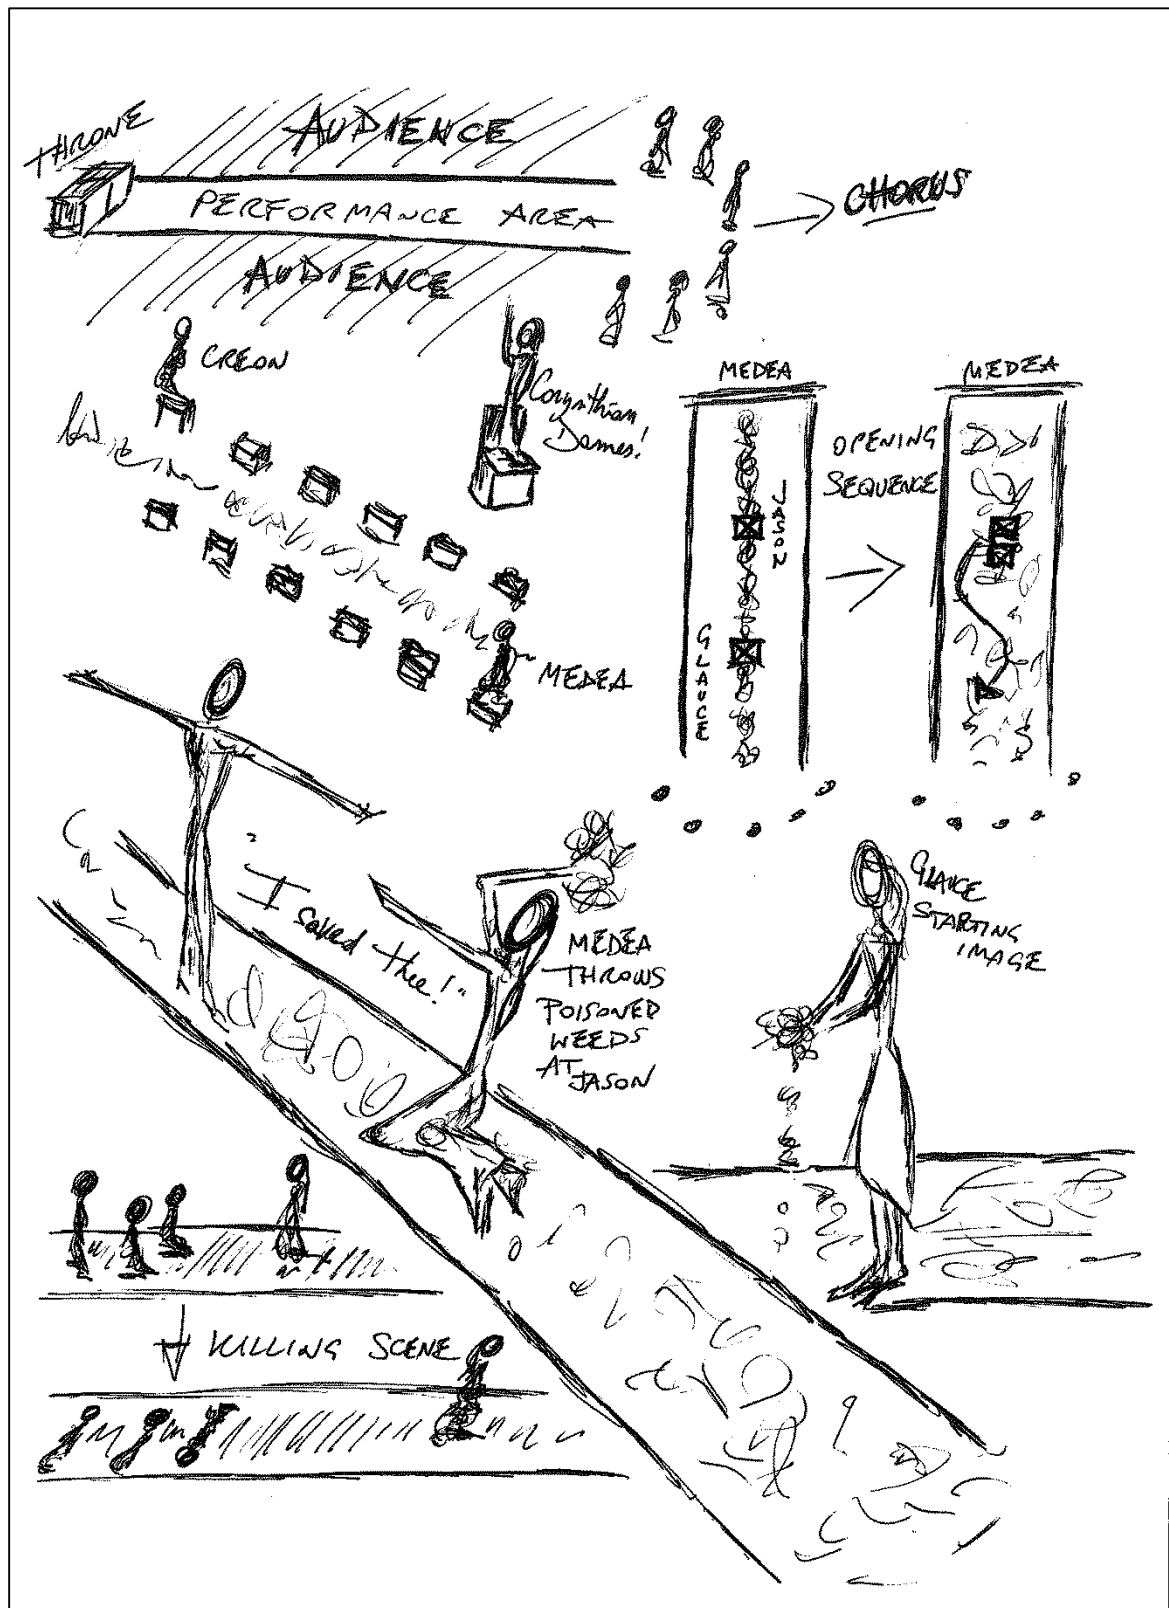 THRONE
AUDIENCE
PERFORMANCE AREA
CHORUS
AUDIENCE
CREON
Corynthian
Dames!
MEDEA
MEDEA
MEDEA
OPENING
SEQUENCE
JASON
GLAUCE
"I saved thee!"
MEDEA
THROWS
POISONED
WEEDS
AT JASON
GLAUCE
STARTING
IMAGE
KILLING SCENE